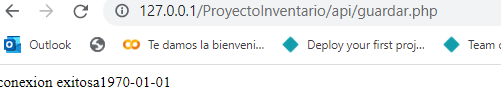 127.0.0.1/ProyectoInventario/api/guardar.php
Outlook Te damos la bienveni... Deploy your first proj... Team c
conexion exitosa1970-01-01